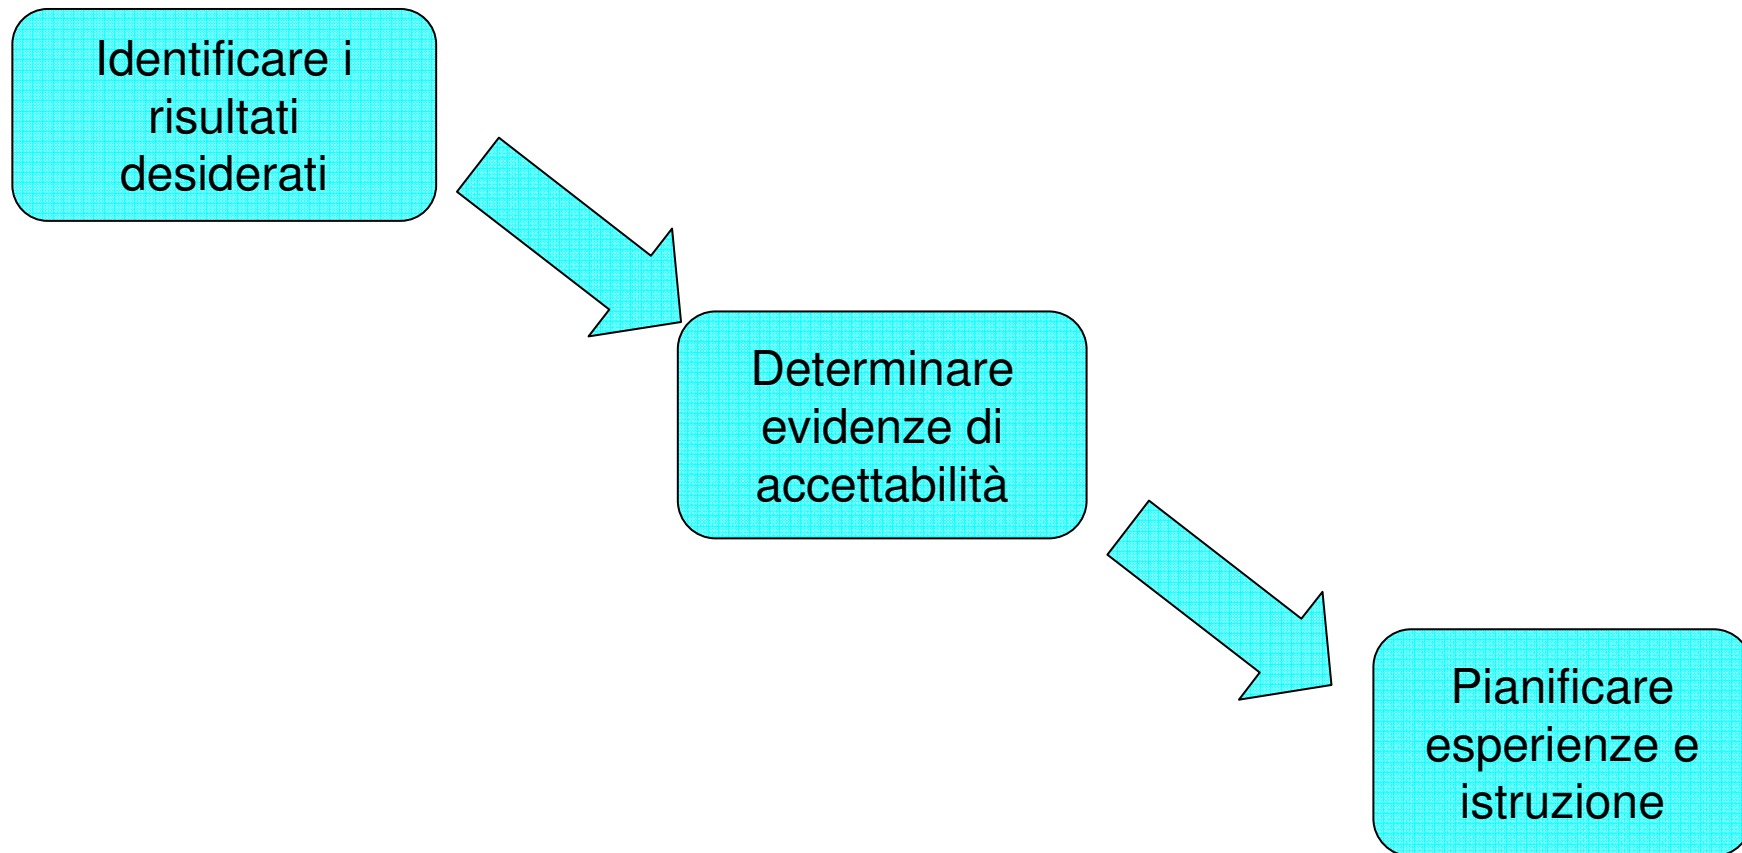 Identificare i
risultati
desiderati
Determinare
evidenze di
accettabilità
Pianificare
esperienze e
istruzione